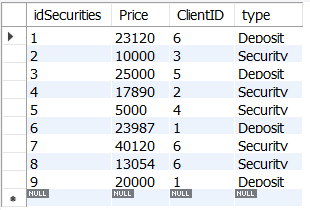 idSecurities Price ClientID type
1 23120 6 Deposit
2 10000 3 Security
3 25000 5 Deposit
4 17890 2 Security
5 5000 4 Security
6 23987 1 Deposit
7 40120 6 Security
8 13054 6 Security
9 20000 1 Deposit
NULL NULL NULL NULL